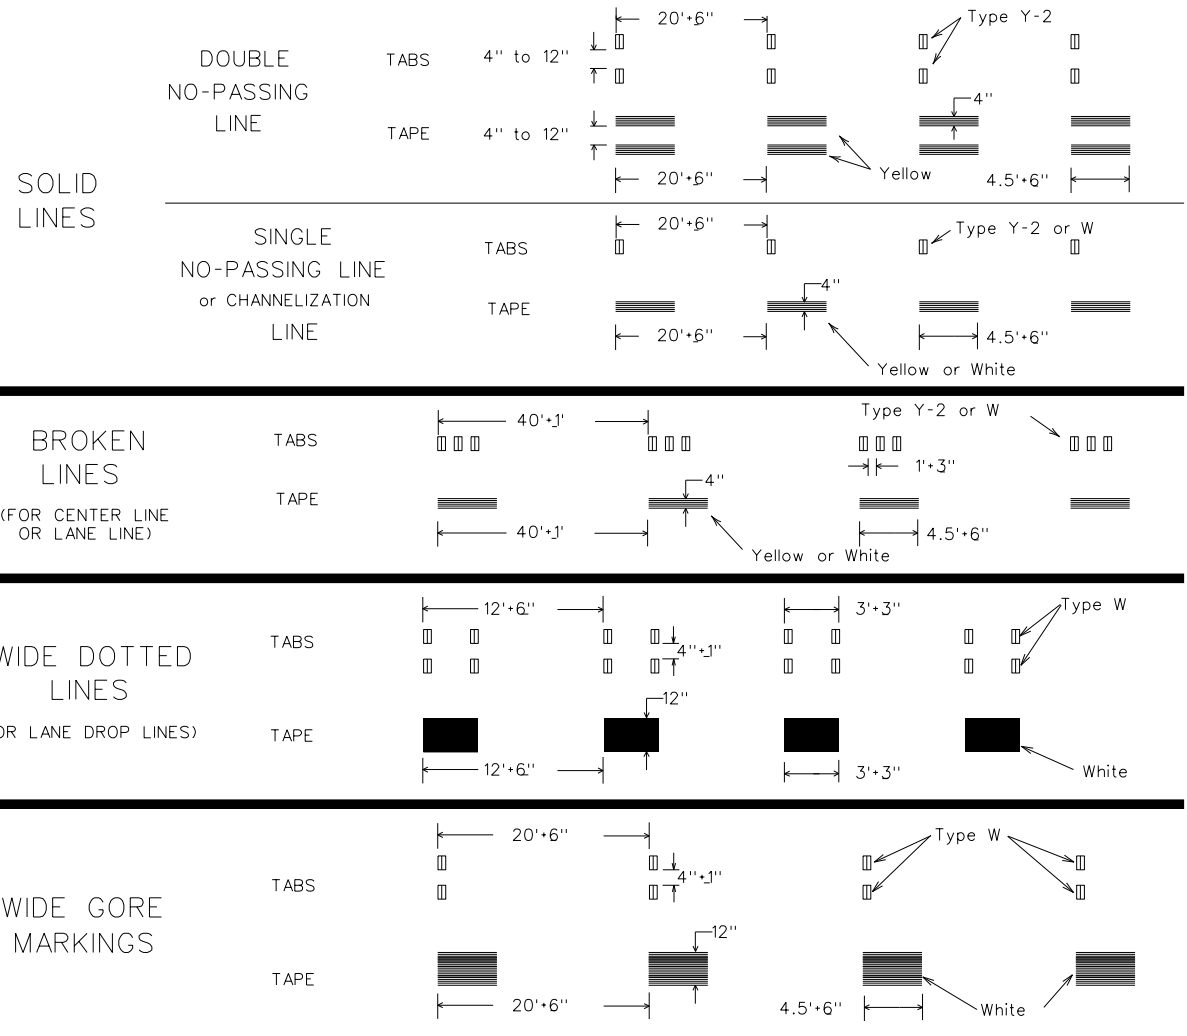 SOLID
LINES
DOUBLE
NO-PASSING
LINE
TABS
4" to 12"
20'±6"
Type Y-2
TAPE
4" to 12"
4"
Yellow
20'±6"
4.5'±6"
SINGLE
NO-PASSING LINE
or CHANNELIZATION
LINE
TABS
20'±6"
Type Y-2 or W
TAPE
4"
20'±6"
4.5'±6"
Yellow or White
BROKEN
LINES
(FOR CENTER LINE
OR LANE LINE)
TABS
40'±1'
Type Y-2 or W
1'±3"
TAPE
4"
40'±1'
4.5'±6"
Yellow or White
WIDE DOTTED
LINES
OR LANE DROP LINES)
TABS
12'±6"
3'±3"
Type W
4"±1"
TAPE
12"
12'±6"
3'±3"
White
WIDE GORE
MARKINGS
TABS
20'±6"
Type W
4"±1"
TAPE
12"
20'±6"
4.5'±6"
White